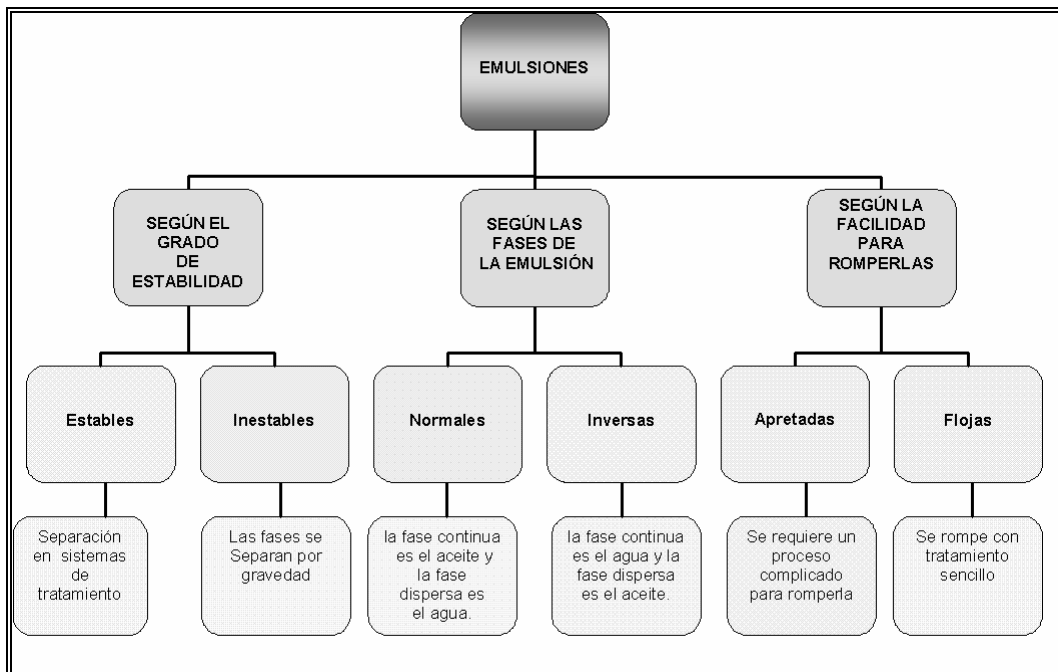 EMULSIONES
SEGÚN EL
GRADO
DE
ESTABILIDAD
SEGÚN LAS
FASES DE
LA EMULSIÓN
SEGÚN LA
FACILIDAD
PARA
ROMPERLAS
Estables
Inestables
Normales
Inversas
Apretadas
Flojas
Separación
en sistemas
de
tratamiento
Las fases se
Separan por
gravedad
la fase continua
es el aceite y
la fase
dispersa es
el agua.
la fase continua
es el agua y la
fase dispersa
es el aceite.
Se requiere un
proceso
complicado
para romperla
Se rompe con
tratamiento
sencillo